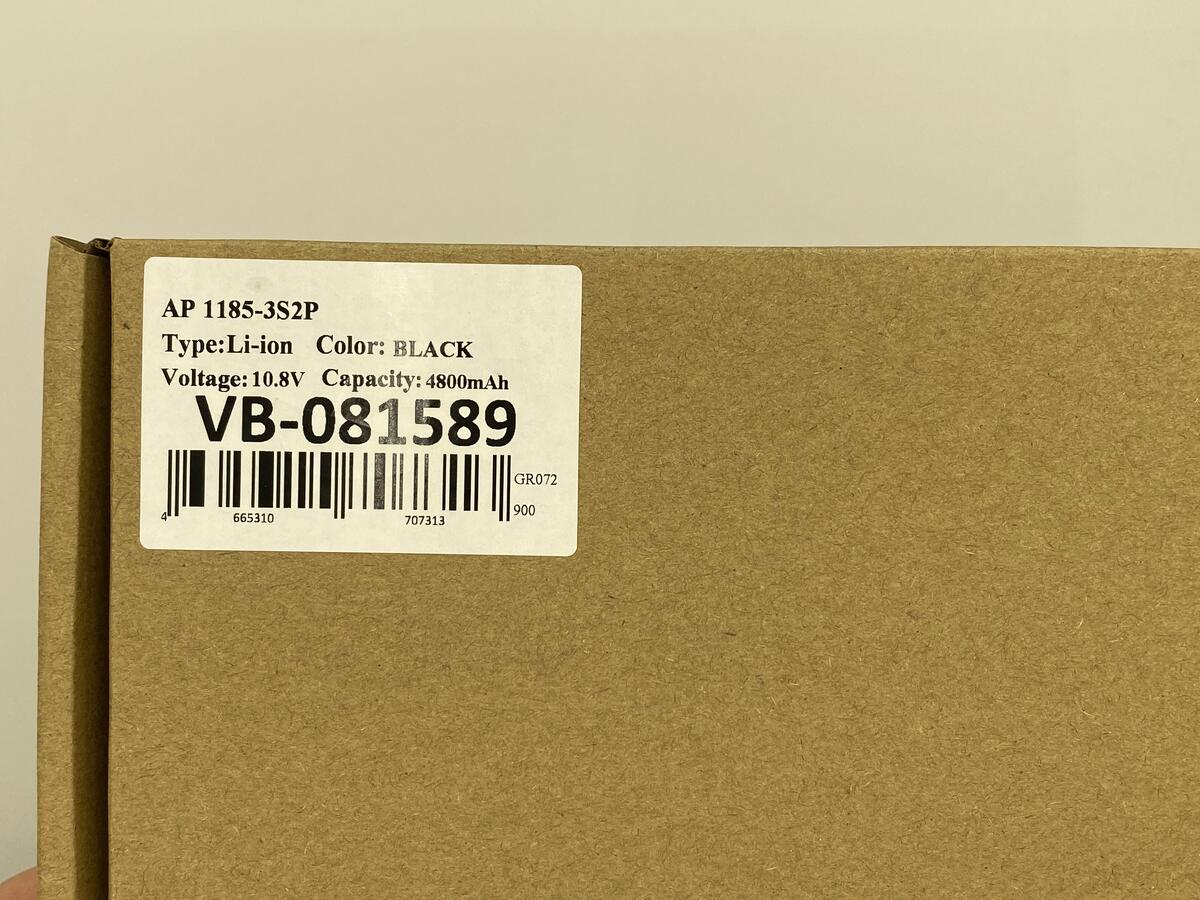 AP 1185-3S2P
Type:Li-ion Color: BLACK
Voltage: 10.8V Capacity: 4800mAh
VB-081589
GR072
900
4 665310 707313